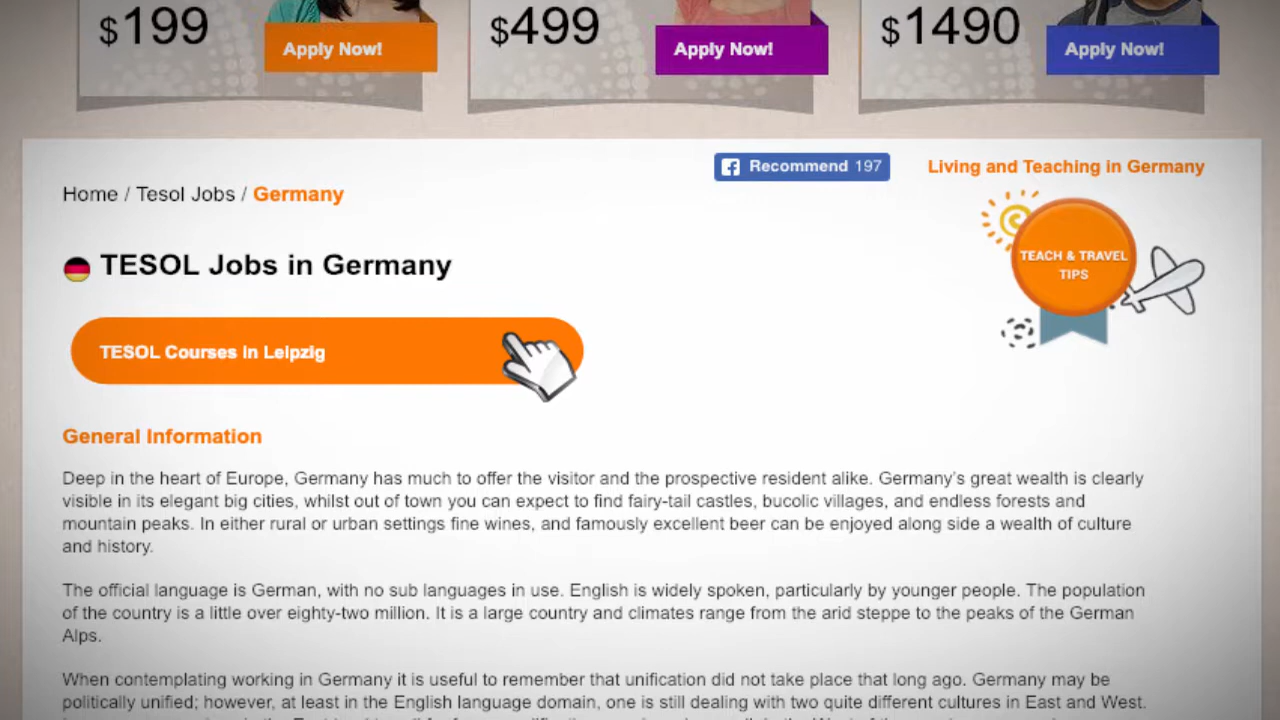 $199
Apply Now!
$499
Apply Now!
$1490
Apply Now!
Recommend 197
Living and Teaching in Germany
Home / Tesol Jobs / Germany
TEACH & TRAVEL
TIPS
TESOL Jobs in Germany
TESOL Courses in Leipzig
General Information
Deep in the heart of Europe, Germany has much to offer the visitor and the prospective resident alike. Germany's great wealth is clearly
visible in its elegant big cities, whilst out of town you can expect to find fairy-tail castles, bucolic villages, and endless forests and
mountain peaks. In either rural or urban settings fine wines, and famously excellent beer can be enjoyed along side a wealth of culture
and history.
The official language is German, with no sub languages in use. English is widely spoken, particularly by younger people. The population
of the country is a little over eighty-two million. It is a large country and climates range from the arid steppe to the peaks of the German
Alps.
When contemplating working in Germany it is useful to remember that unification did not take place that long ago. Germany may be
politically unified; however, at least in the English language domain, one is still dealing with two quite different cultures in East and West.